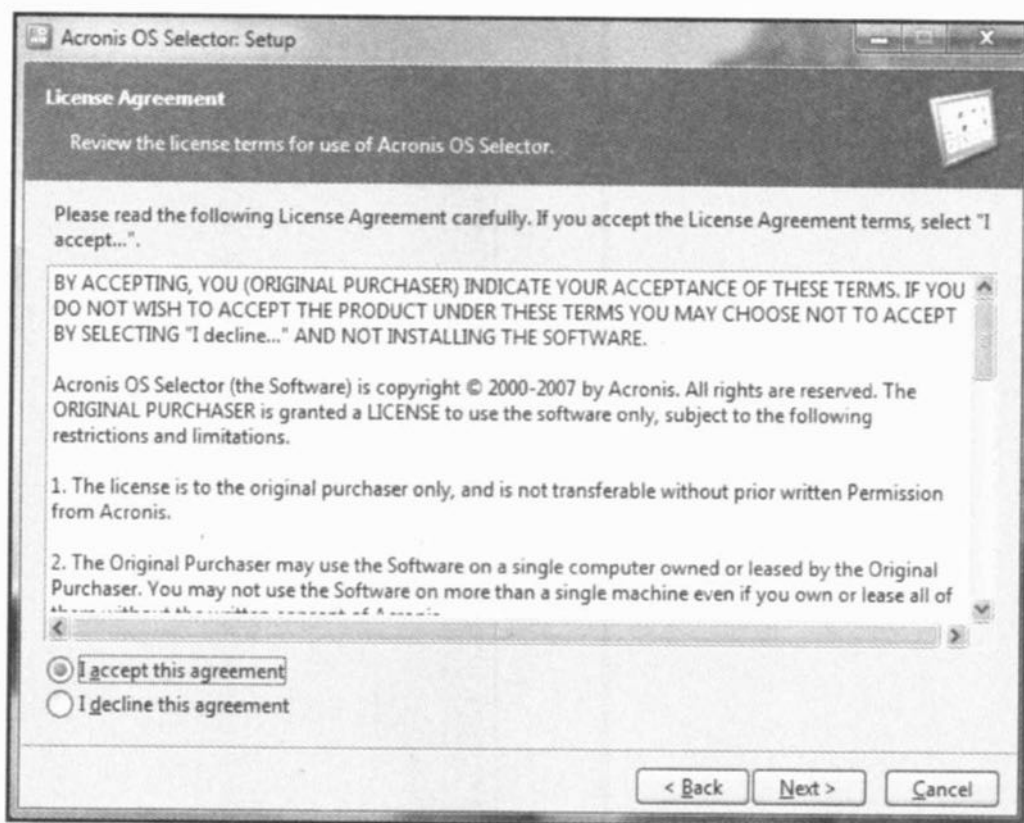 Acronis OS Selector: Setup
License Agreement
Review the license terms for use of Acronis OS Selector.
Please read the following License Agreement carefully. If you accept the License Agreement terms, select "I
accept...".
BY ACCEPTING, YOU (ORIGINAL PURCHASER) INDICATE YOUR ACCEPTANCE OF THESE TERMS. IF YOU
DO NOT WISH TO ACCEPT THE PRODUCT UNDER THESE TERMS YOU MAY CHOOSE NOT TO ACCEPT
BY SELECTING "I decline..." AND NOT INSTALLING THE SOFTWARE.
Acronis OS Selector (the Software) is copyright © 2000-2007 by Acronis. All rights are reserved. The
ORIGINAL PURCHASER is granted a LICENSE to use the software only, subject to the following
restrictions and limitations.
1. The license is to the original purchaser only, and is not transferable without prior written Permission
from Acronis.
2. The Original Purchaser may use the Software on a single computer owned or leased by the Original
Purchaser. You may not use the Software on more than a single machine even if you own or lease all of
them without the written consent of Acronis
I accept this agreement
I decline this agreement
< Back
Next >
Cancel